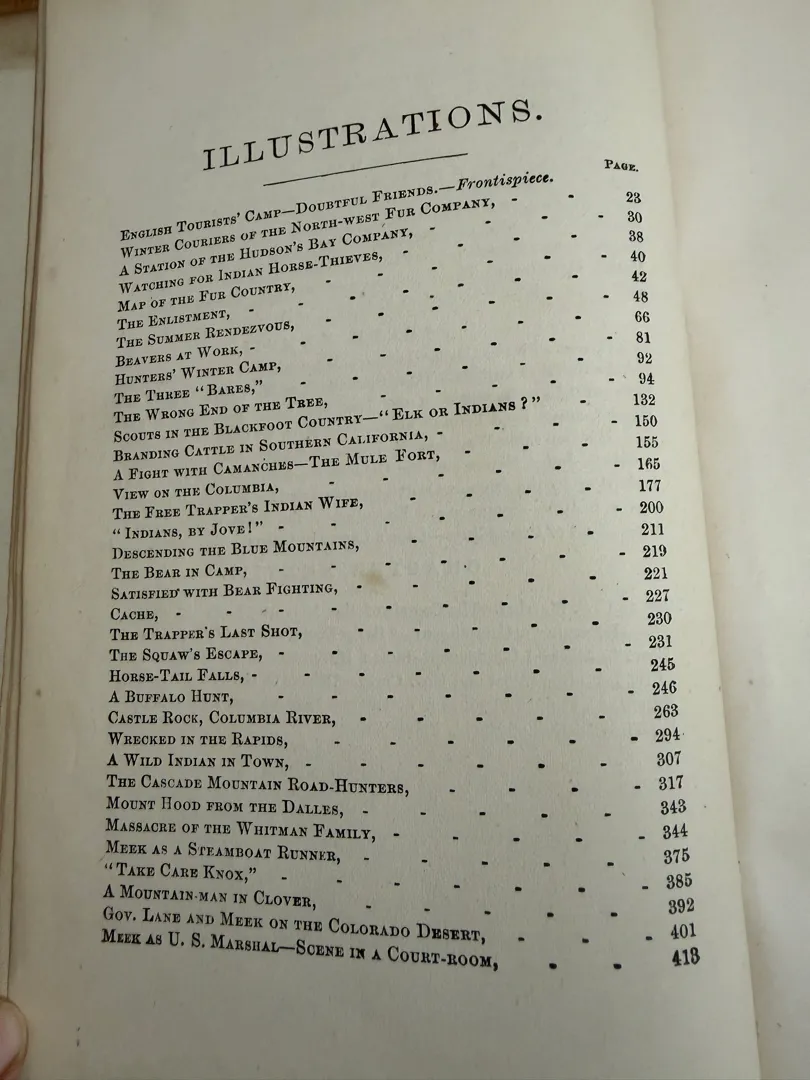 ILLUSTRATIONS.
PAGE.
ENGLISH TOURISTS' CAMP—DOUBTFUL FRIENDS.—Frontispiece.
WINTER COURIERS OF THE NORTH-WEST FUR COMPANY, - - 23
A STATION OF THE HUDSON'S BAY COMPANY, - - - 30
WATCHING FOR INDIAN HORSE-THIEVES, - - - 38
MAP OF THE FUR COUNTRY, - - - - 40
THE ENLISTMENT, - - - - - 42
THE SUMMER RENDEZVOUS, - - - - 48
BEAVERS AT WORK, - - - - - 66
HUNTERS' WINTER CAMP, - - - - 81
THE THREE "BARES," - - - - 92
THE WRONG END OF THE TREE, - - - - 94
SCOUTS IN THE BLACKFOOT COUNTRY—"ELK OR INDIANS?" - 132
BRANDING CATTLE IN SOUTHERN CALIFORNIA, - - - - 150
A FIGHT WITH CAMANCHES—THE MULE FORT, - - - 155
VIEW ON THE COLUMBIA, - - - - - 165
THE FREE TRAPPER'S INDIAN WIFE, - - - - 177
"INDIANS, BY JOVE!" - - - - - - 200
DESCENDING THE BLUE MOUNTAINS, - - - - 211
THE BEAR IN CAMP, - - - - - - 219
SATISFIED WITH BEAR FIGHTING, - - - - - 221
CACHE, - - - - - - - - 227
THE TRAPPER'S LAST SHOT, - - - - - 230
THE SQUAW'S ESCAPE, - - - - - - 231
HORSE-TAIL FALLS, - - - - - - - 245
A BUFFALO HUNT, - - - - - - 246
CASTLE ROCK, COLUMBIA RIVER, - - - - - 263
WRECKED IN THE RAPIDS, - - - - - 294
A WILD INDIAN IN TOWN, - - - - - - 307
THE CASCADE MOUNTAIN ROAD-HUNTERS, - - - - 317
MOUNT HOOD FROM THE DALLES, - - - - - 343
MASSACRE OF THE WHITMAN FAMILY, - - - - - 344
MEEK AS A STEAMBOAT RUNNER, - - - - - 375
"TAKE CARE KNOX," - - - - - - 385
A MOUNTAIN-MAN IN CLOVER, - - - - - 392
GOV. LANE AND MEEK ON THE COLORADO DESERT, - - - 401
MEEK AS U. S. MARSHAL—SCENE IN A COURT-ROOM, - - 413